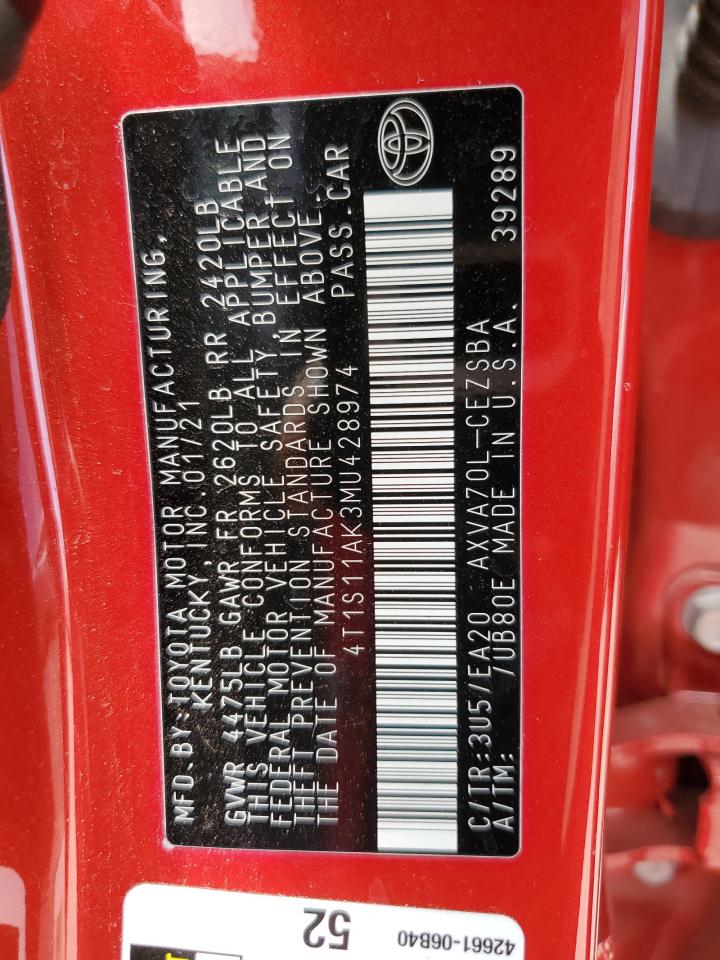 MFD.BY:TOYOTA MOTOR MANUFACTURING,
KENTUCKY, INC.01/21
GVWR 4475LB GAWR FR 2620LB RR 2420LB
THIS VEHICLE CONFORMS TO ALL APPLICABLE
FEDERAL MOTOR VEHICLE SAFETY, BUMPER AND
THEFT PREVENTION STANDARDS IN EFFECT ON
THE DATE OF MANUFACTURE SHOWN ABOVE.
4T1S11AK3MU428974 PASS.CAR
C/TR:3U5/EA20 AXVA70L-CEZSBA
A/TM: /UB80E MADE IN U.S.A. 39289
52
42661-06B40